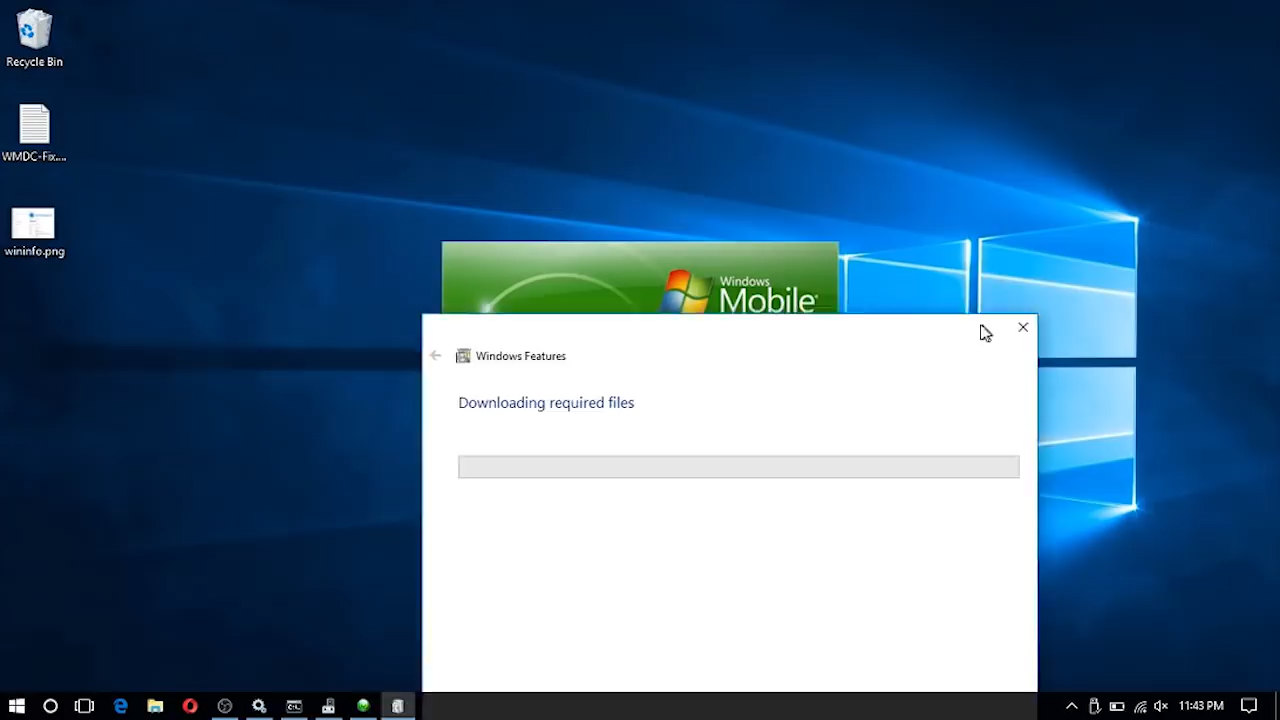 Recycle Bin
WMDC-Fix....
wininfo.png
Windows
Mobile®
Windows Features
Downloading required files
11:43 PM